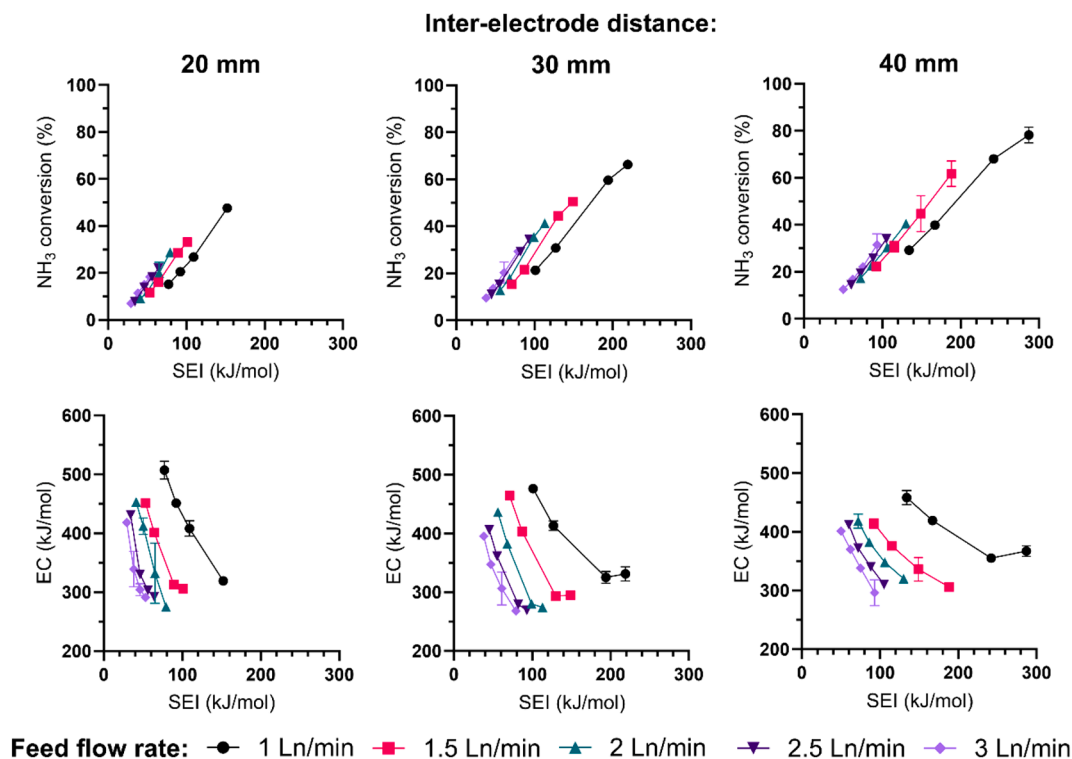 Inter-electrode distance:
20 mm 30 mm 40 mm
NH₃ conversion (%)
100
80
60
40
20
0
0 100 200 300
SEI (kJ/mol)
NH₃ conversion (%)
100
80
60
40
20
0
0 100 200 300
SEI (kJ/mol)
NH₃ conversion (%)
100
80
60
40
20
0
0 100 200 300
SEI (kJ/mol)
EC (kJ/mol)
600
500
400
300
200
0 100 200 300
SEI (kJ/mol)
EC (kJ/mol)
600
500
400
300
200
0 100 200 300
SEI (kJ/mol)
EC (kJ/mol)
600
500
400
300
200
0 100 200 300
SEI (kJ/mol)
Feed flow rate: 1 Ln/min 1.5 Ln/min 2 Ln/min 2.5 Ln/min 3 Ln/min